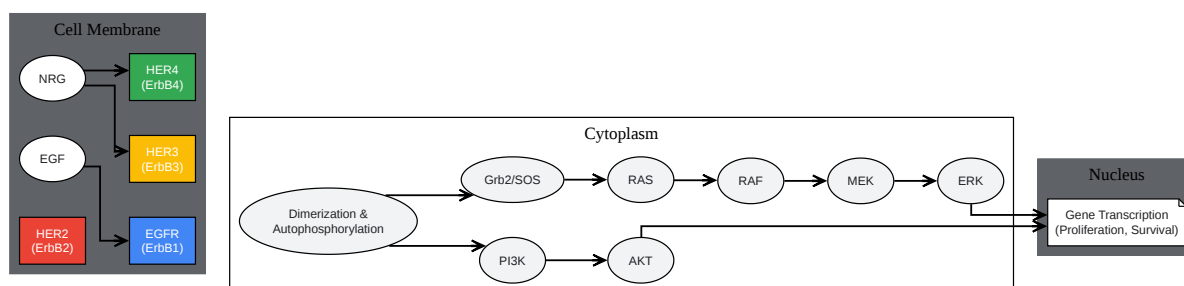 Cell Membrane
NRG
HER4
(ErbB4)
EGF
HER3
(ErbB3)
HER2
(ErbB2)
EGFR
(ErbB1)
Cytoplasm
Dimerization &
Autophosphorylation
Grb2/SOS
RAS
RAF
MEK
ERK
PI3K
AKT
Nucleus
Gene Transcription
(Proliferation, Survival)